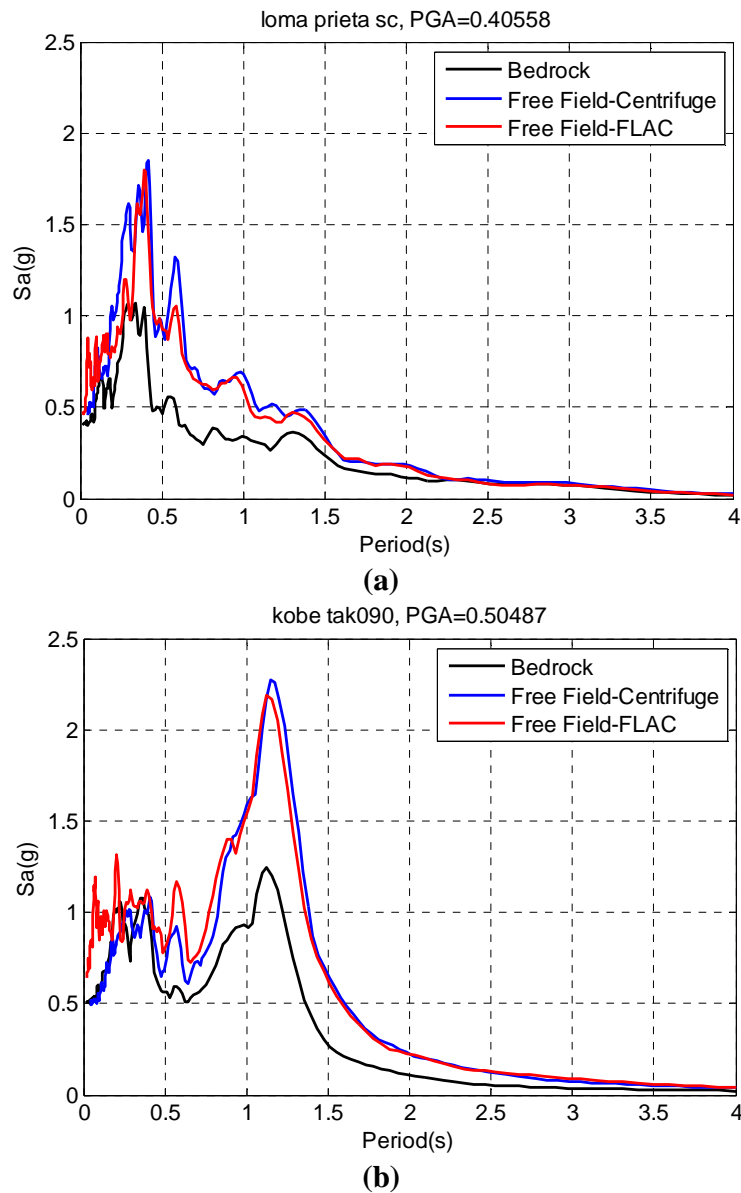 loma prieta sc, PGA=0.40558
2.5
2
1.5
1
0.5
0
Sa(g)
Bedrock
Free Field-Centrifuge
Free Field-FLAC
0 0.5 1 1.5 2 2.5 3 3.5 4
Period(s)
(a)
kobe tak090, PGA=0.50487
2.5
2
1.5
1
0.5
0
Sa(g)
Bedrock
Free Field-Centrifuge
Free Field-FLAC
0 0.5 1 1.5 2 2.5 3 3.5 4
Period(s)
(b)